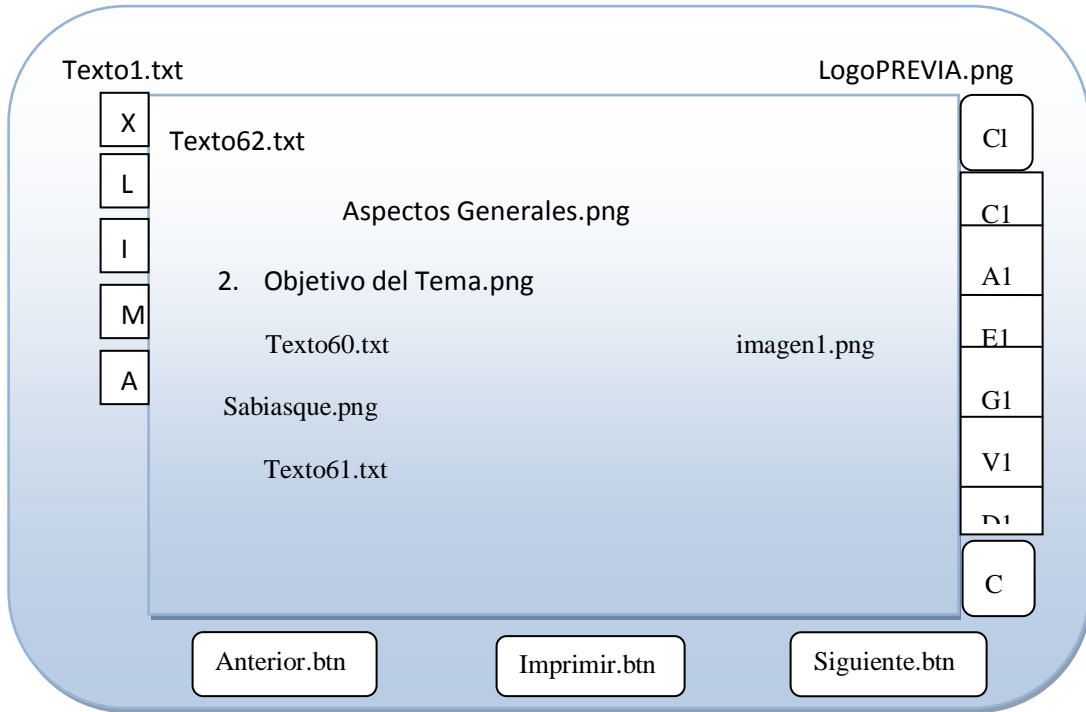 Texto1.txt
LogoPREVIA.png
X
L
I
M
A
Texto62.txt
Aspectos Generales.png
2. Objetivo del Tema.png
Texto60.txt
imagen1.png
Sabiasque.png
Texto61.txt
Cl
C1
A1
E1
G1
V1
D1
C
Anterior.btn
Imprimir.btn
Siguiente.btn